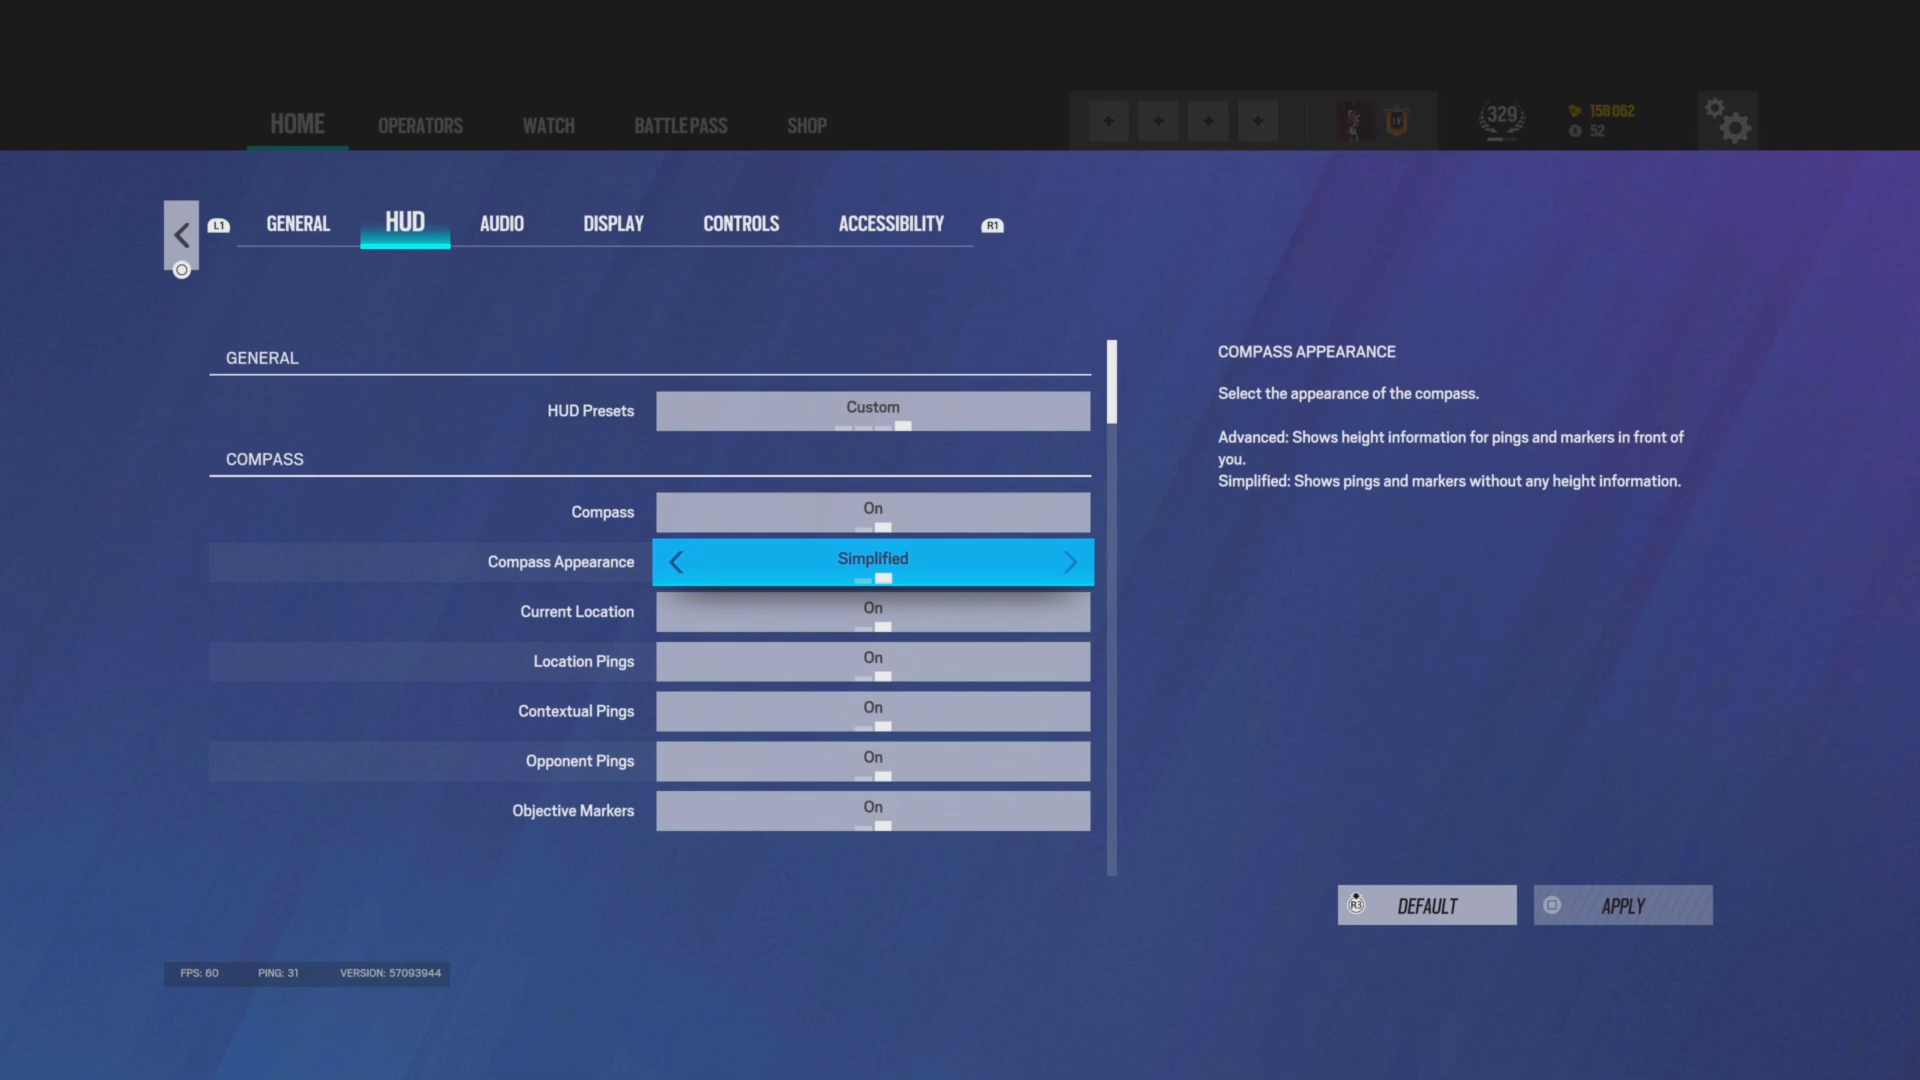 HOME
OPERATORS
WATCH
BATTLE PASS
SHOP
IV
329
158 062
52
L1
GENERAL
HUD
AUDIO
DISPLAY
CONTROLS
ACCESSIBILITY
R1
GENERAL
HUD Presets
Custom
COMPASS
Compass
On
Compass Appearance
Simplified
Current Location
On
Location Pings
On
Contextual Pings
On
Opponent Pings
On
Objective Markers
On
COMPASS APPEARANCE
Select the appearance of the compass.
Advanced: Shows height information for pings and markers in front of
you.
Simplified: Shows pings and markers without any height information.
R3
DEFAULT
APPLY
FPS: 60
PING: 31
VERSION: 57093944